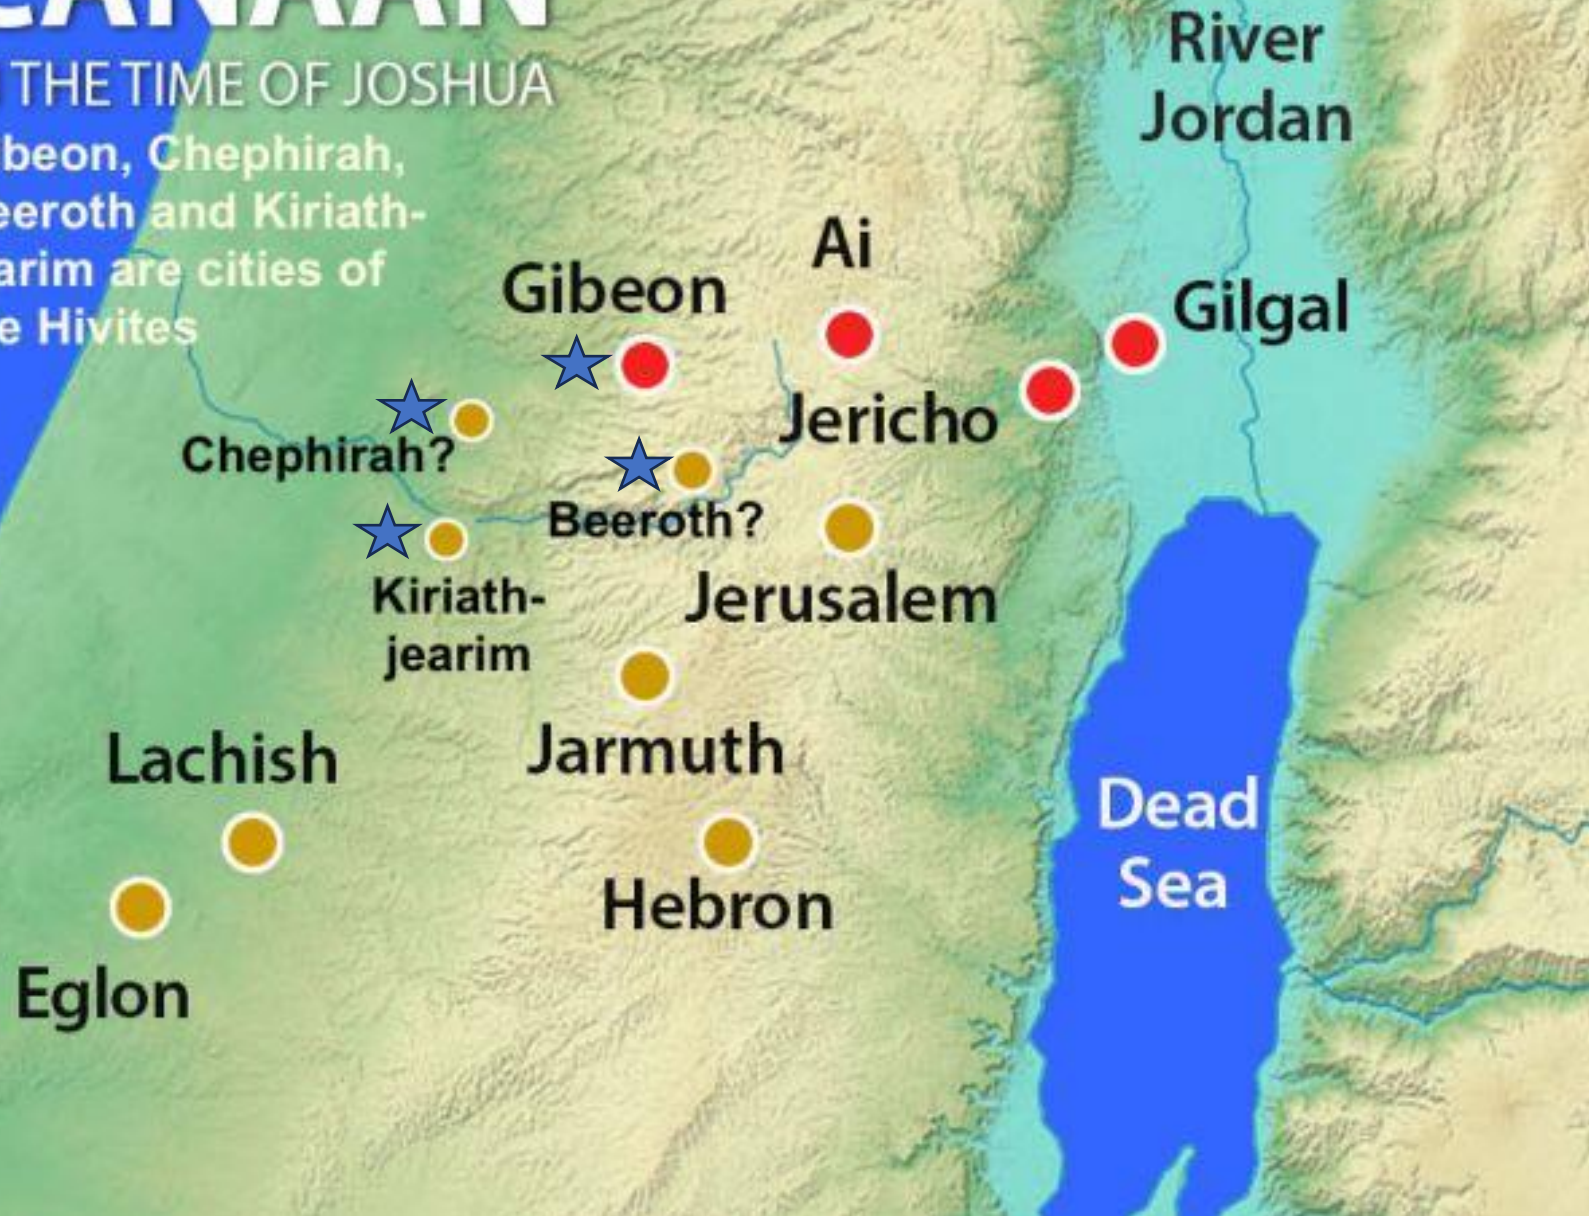 CANAAN
THE TIME OF JOSHUA
beon, Chephirah,
eeroth and Kiriath-
arim are cities of
e Hivites
River
Jordan
Ai
Gibeon
Gilgal
Jericho
Chephirah?
Beeroth?
Kiriath-
jearim
Jerusalem
Lachish
Jarmuth
Dead
Sea
Hebron
Eglon